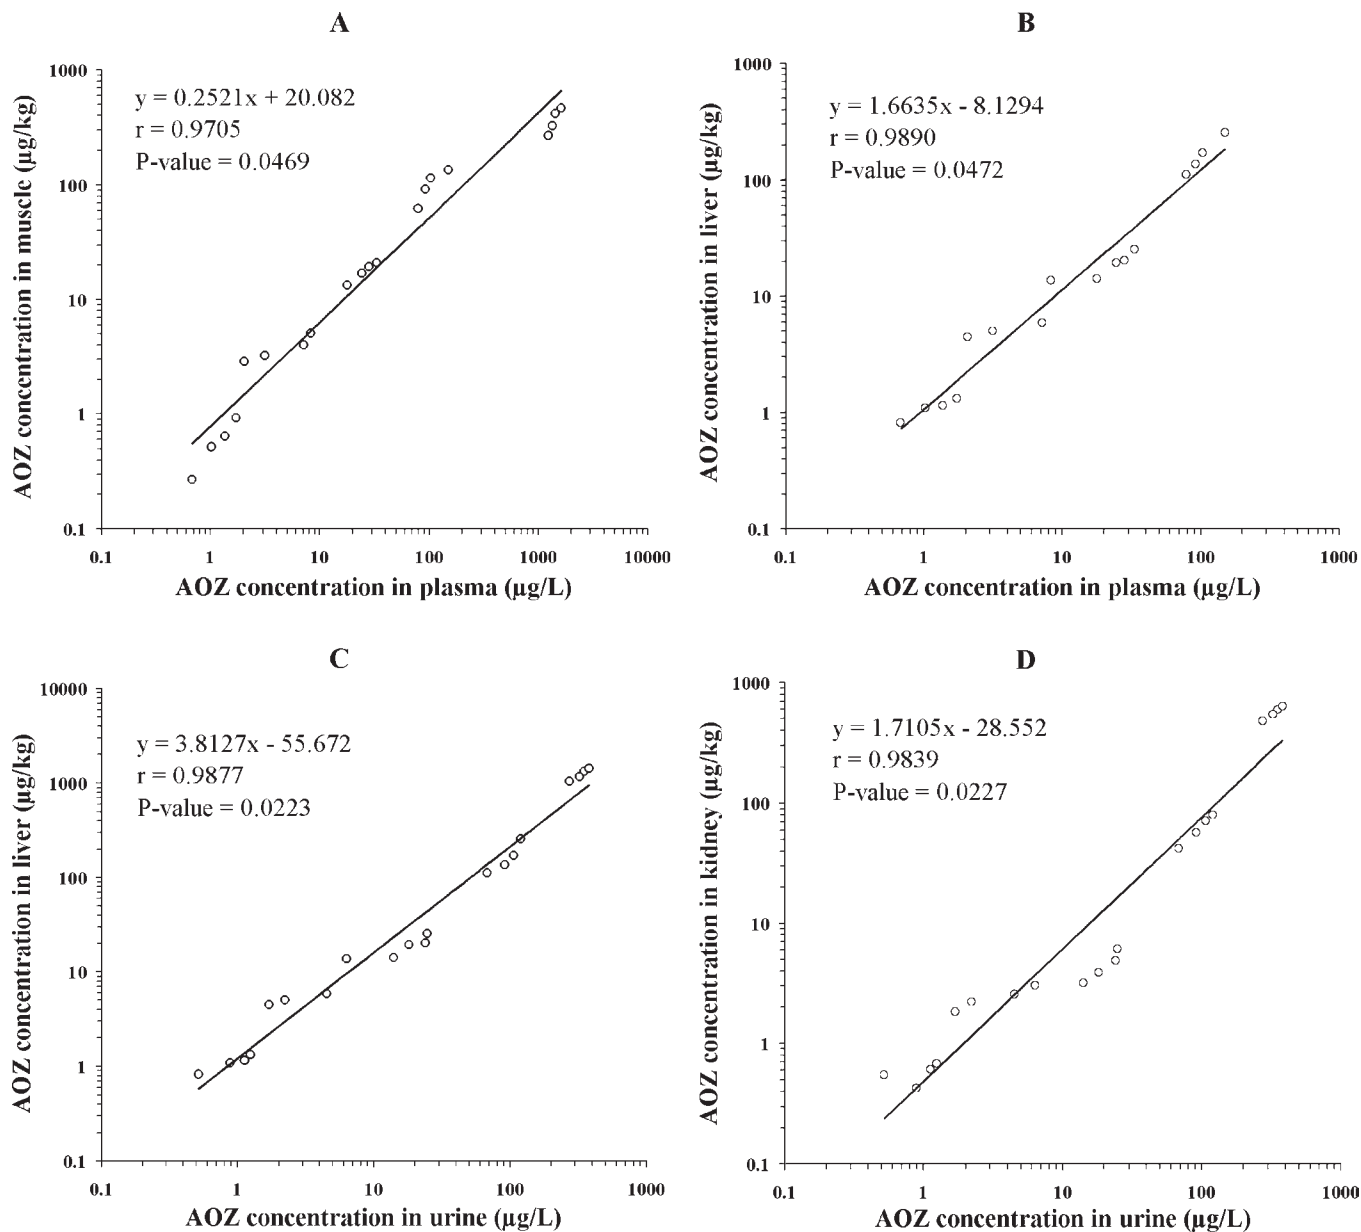 A
AOZ concentration in muscle (µg/kg)
1000
100
10
1
0.1
y = 0.2521x + 20.082
r = 0.9705
P-value = 0.0469
0.1 1 10 100 1000 10000
AOZ concentration in plasma (µg/L)
B
AOZ concentration in liver (µg/kg)
1000
100
10
1
0.1
y = 1.6635x - 8.1294
r = 0.9890
P-value = 0.0472
0.1 1 10 100 1000
AOZ concentration in plasma (µg/L)
C
AOZ concentration in liver (µg/kg)
10000
1000
100
10
1
0.1
y = 3.8127x - 55.672
r = 0.9877
P-value = 0.0223
0.1 1 10 100 1000
AOZ concentration in urine (µg/L)
D
AOZ concentration in kidney (µg/kg)
1000
100
10
1
0.1
y = 1.7105x - 28.552
r = 0.9839
P-value = 0.0227
0.1 1 10 100 1000
AOZ concentration in urine (µg/L)